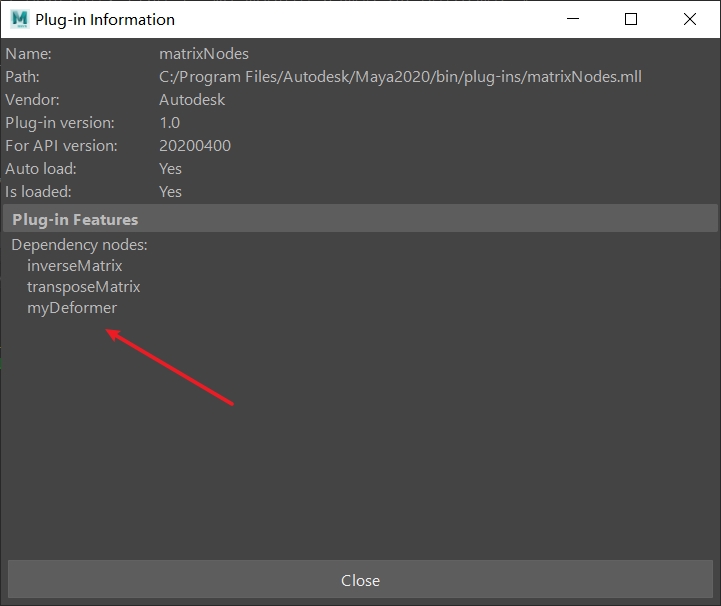 Plug-in Information
Name: matrixNodes
Path: C:/Program Files/Autodesk/Maya2020/bin/plug-ins/matrixNodes.mll
Vendor: Autodesk
Plug-in version: 1.0
For API version: 20200400
Auto load: Yes
Is loaded: Yes
Plug-in Features
Dependency nodes:
inverseMatrix
transposeMatrix
myDeformer
Close